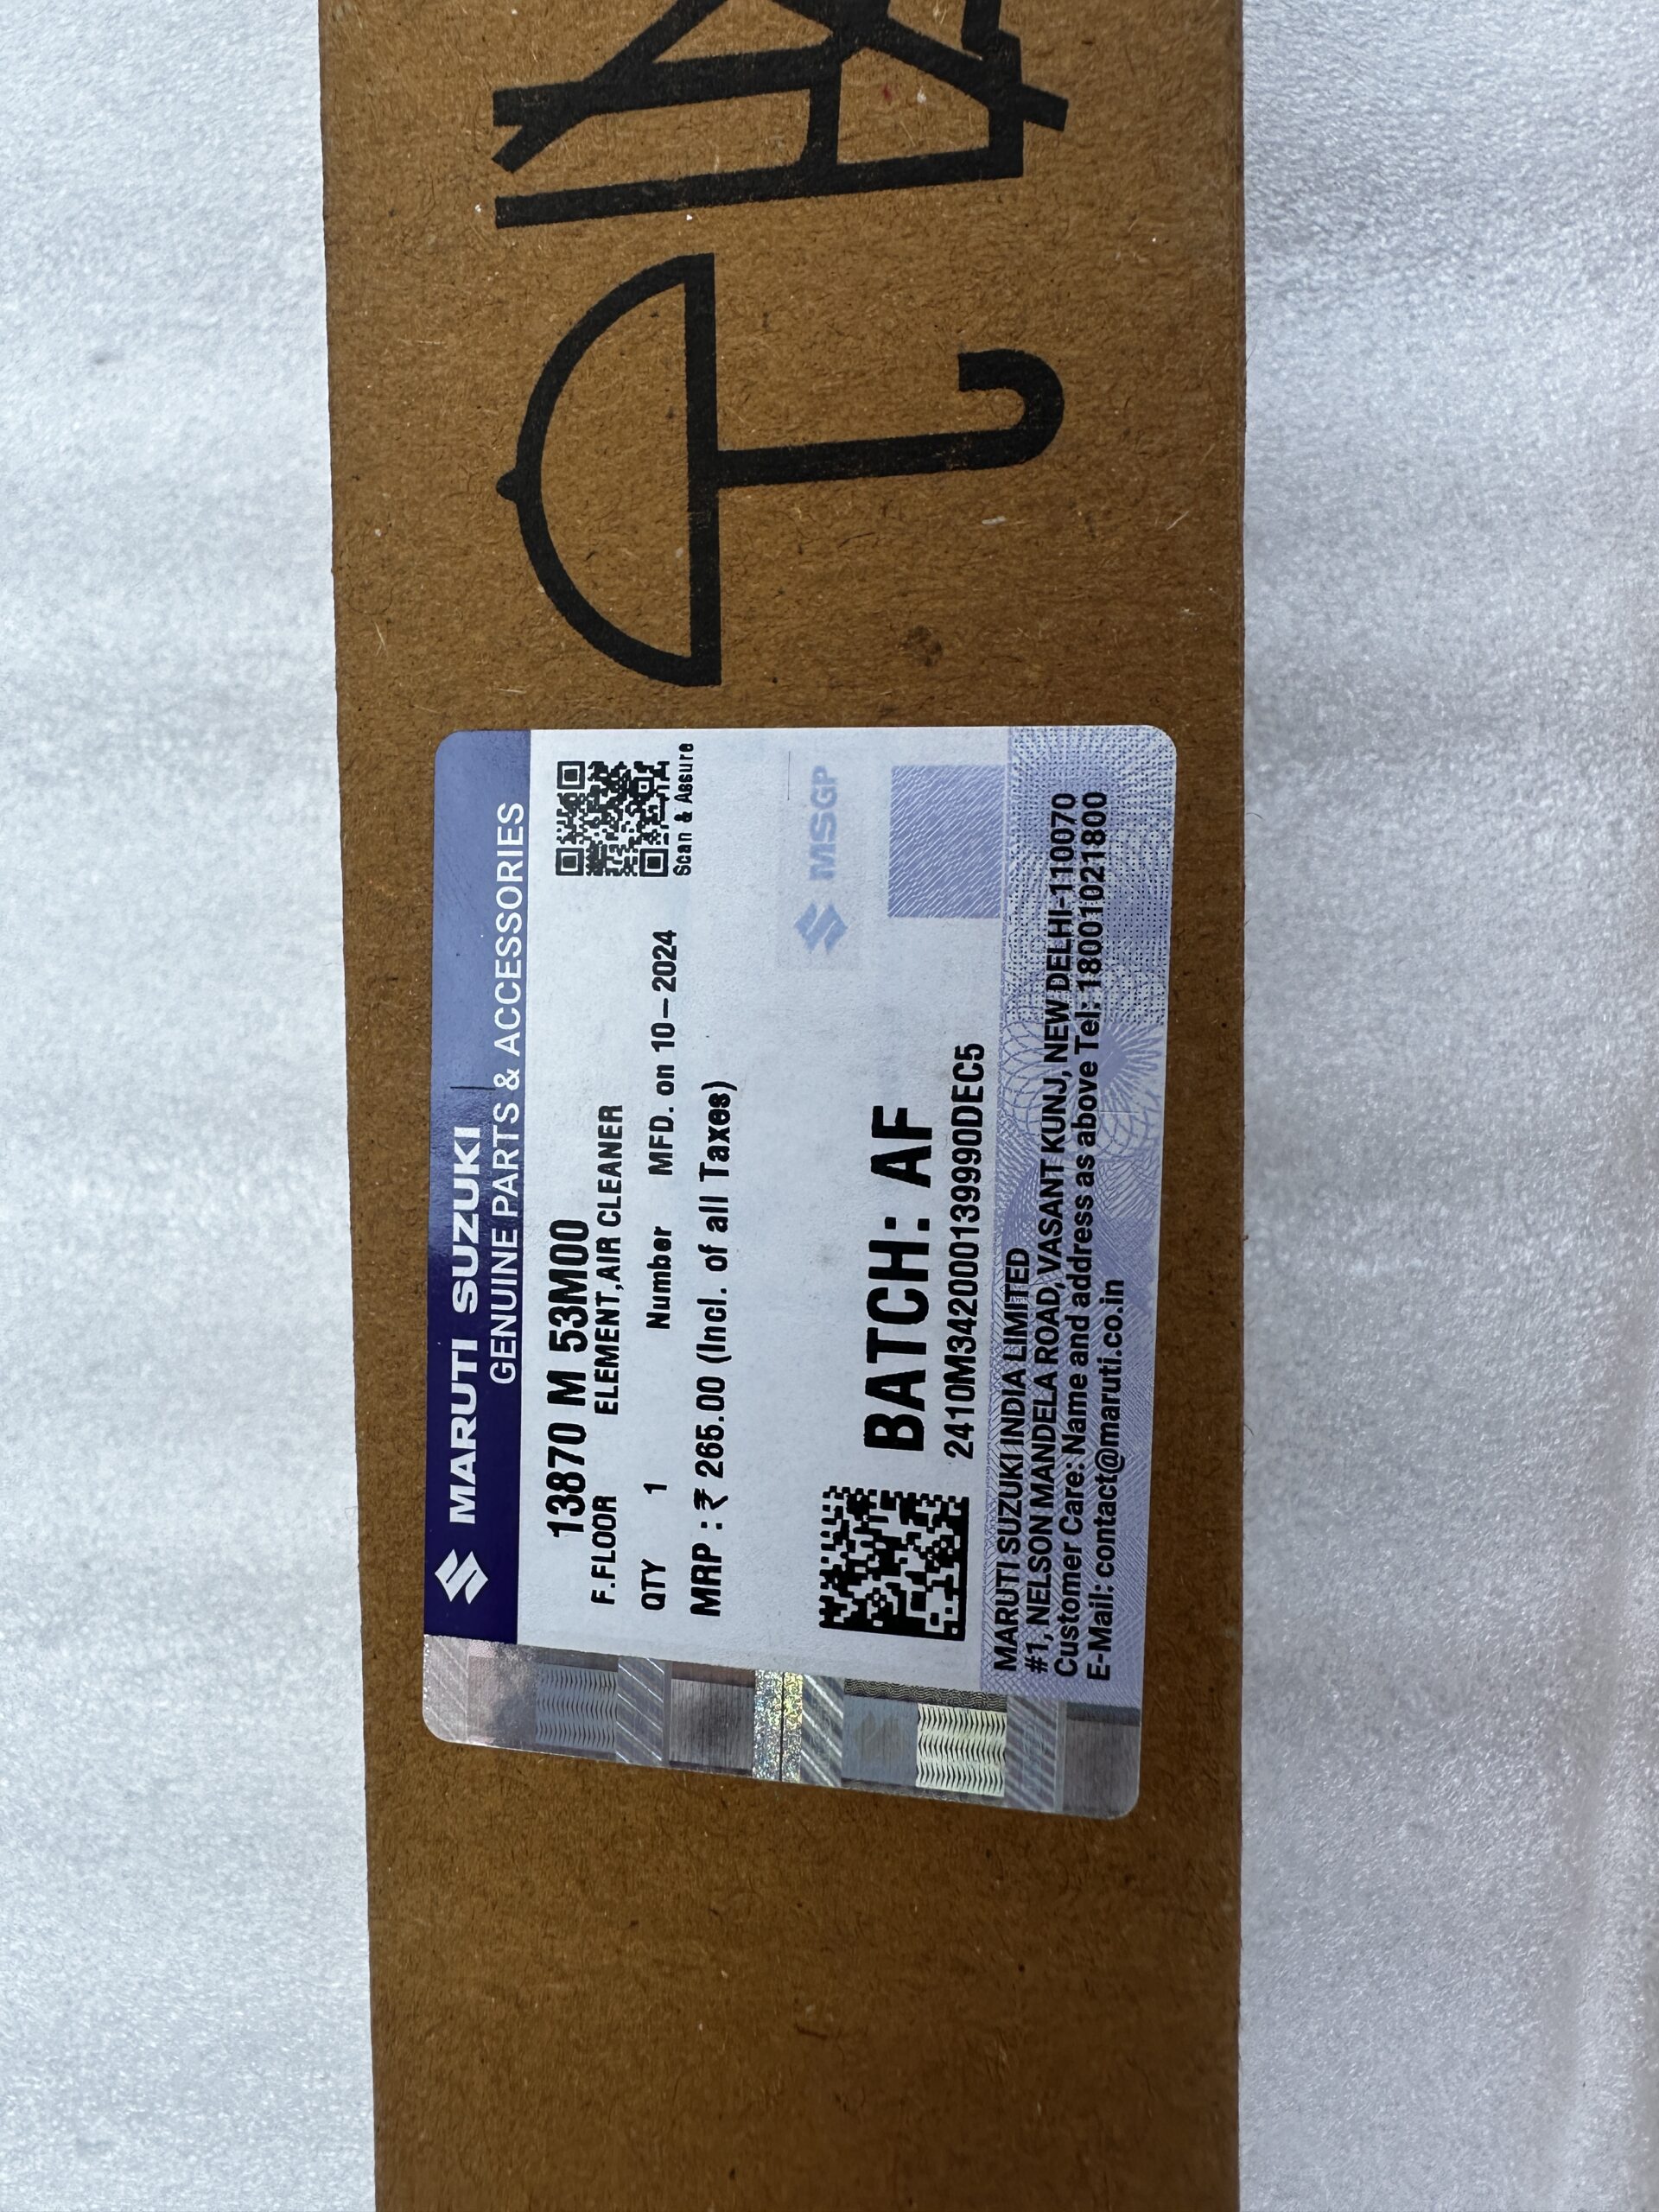 MARUTI SUZUKI
GENUINE PARTS & ACCESSORIES
13870 M 53M00
F.FLOOR ELEMENT,AIR CLEANER
QTY 1 Number MFD. on 10-2024
Scan & Assure
MRP : ₹ 265.00 (Incl. of all Taxes)
MSGP
BATCH: AF
2410M342000139990DEC5
MARUTI SUZUKI INDIA LIMITED
#1, NELSON MANDELA ROAD, VASANT KUNJ, NEW DELHI-110070
Customer Care: Name and address as above Tel: 18001021800
E-Mail: contact@maruti.co.in